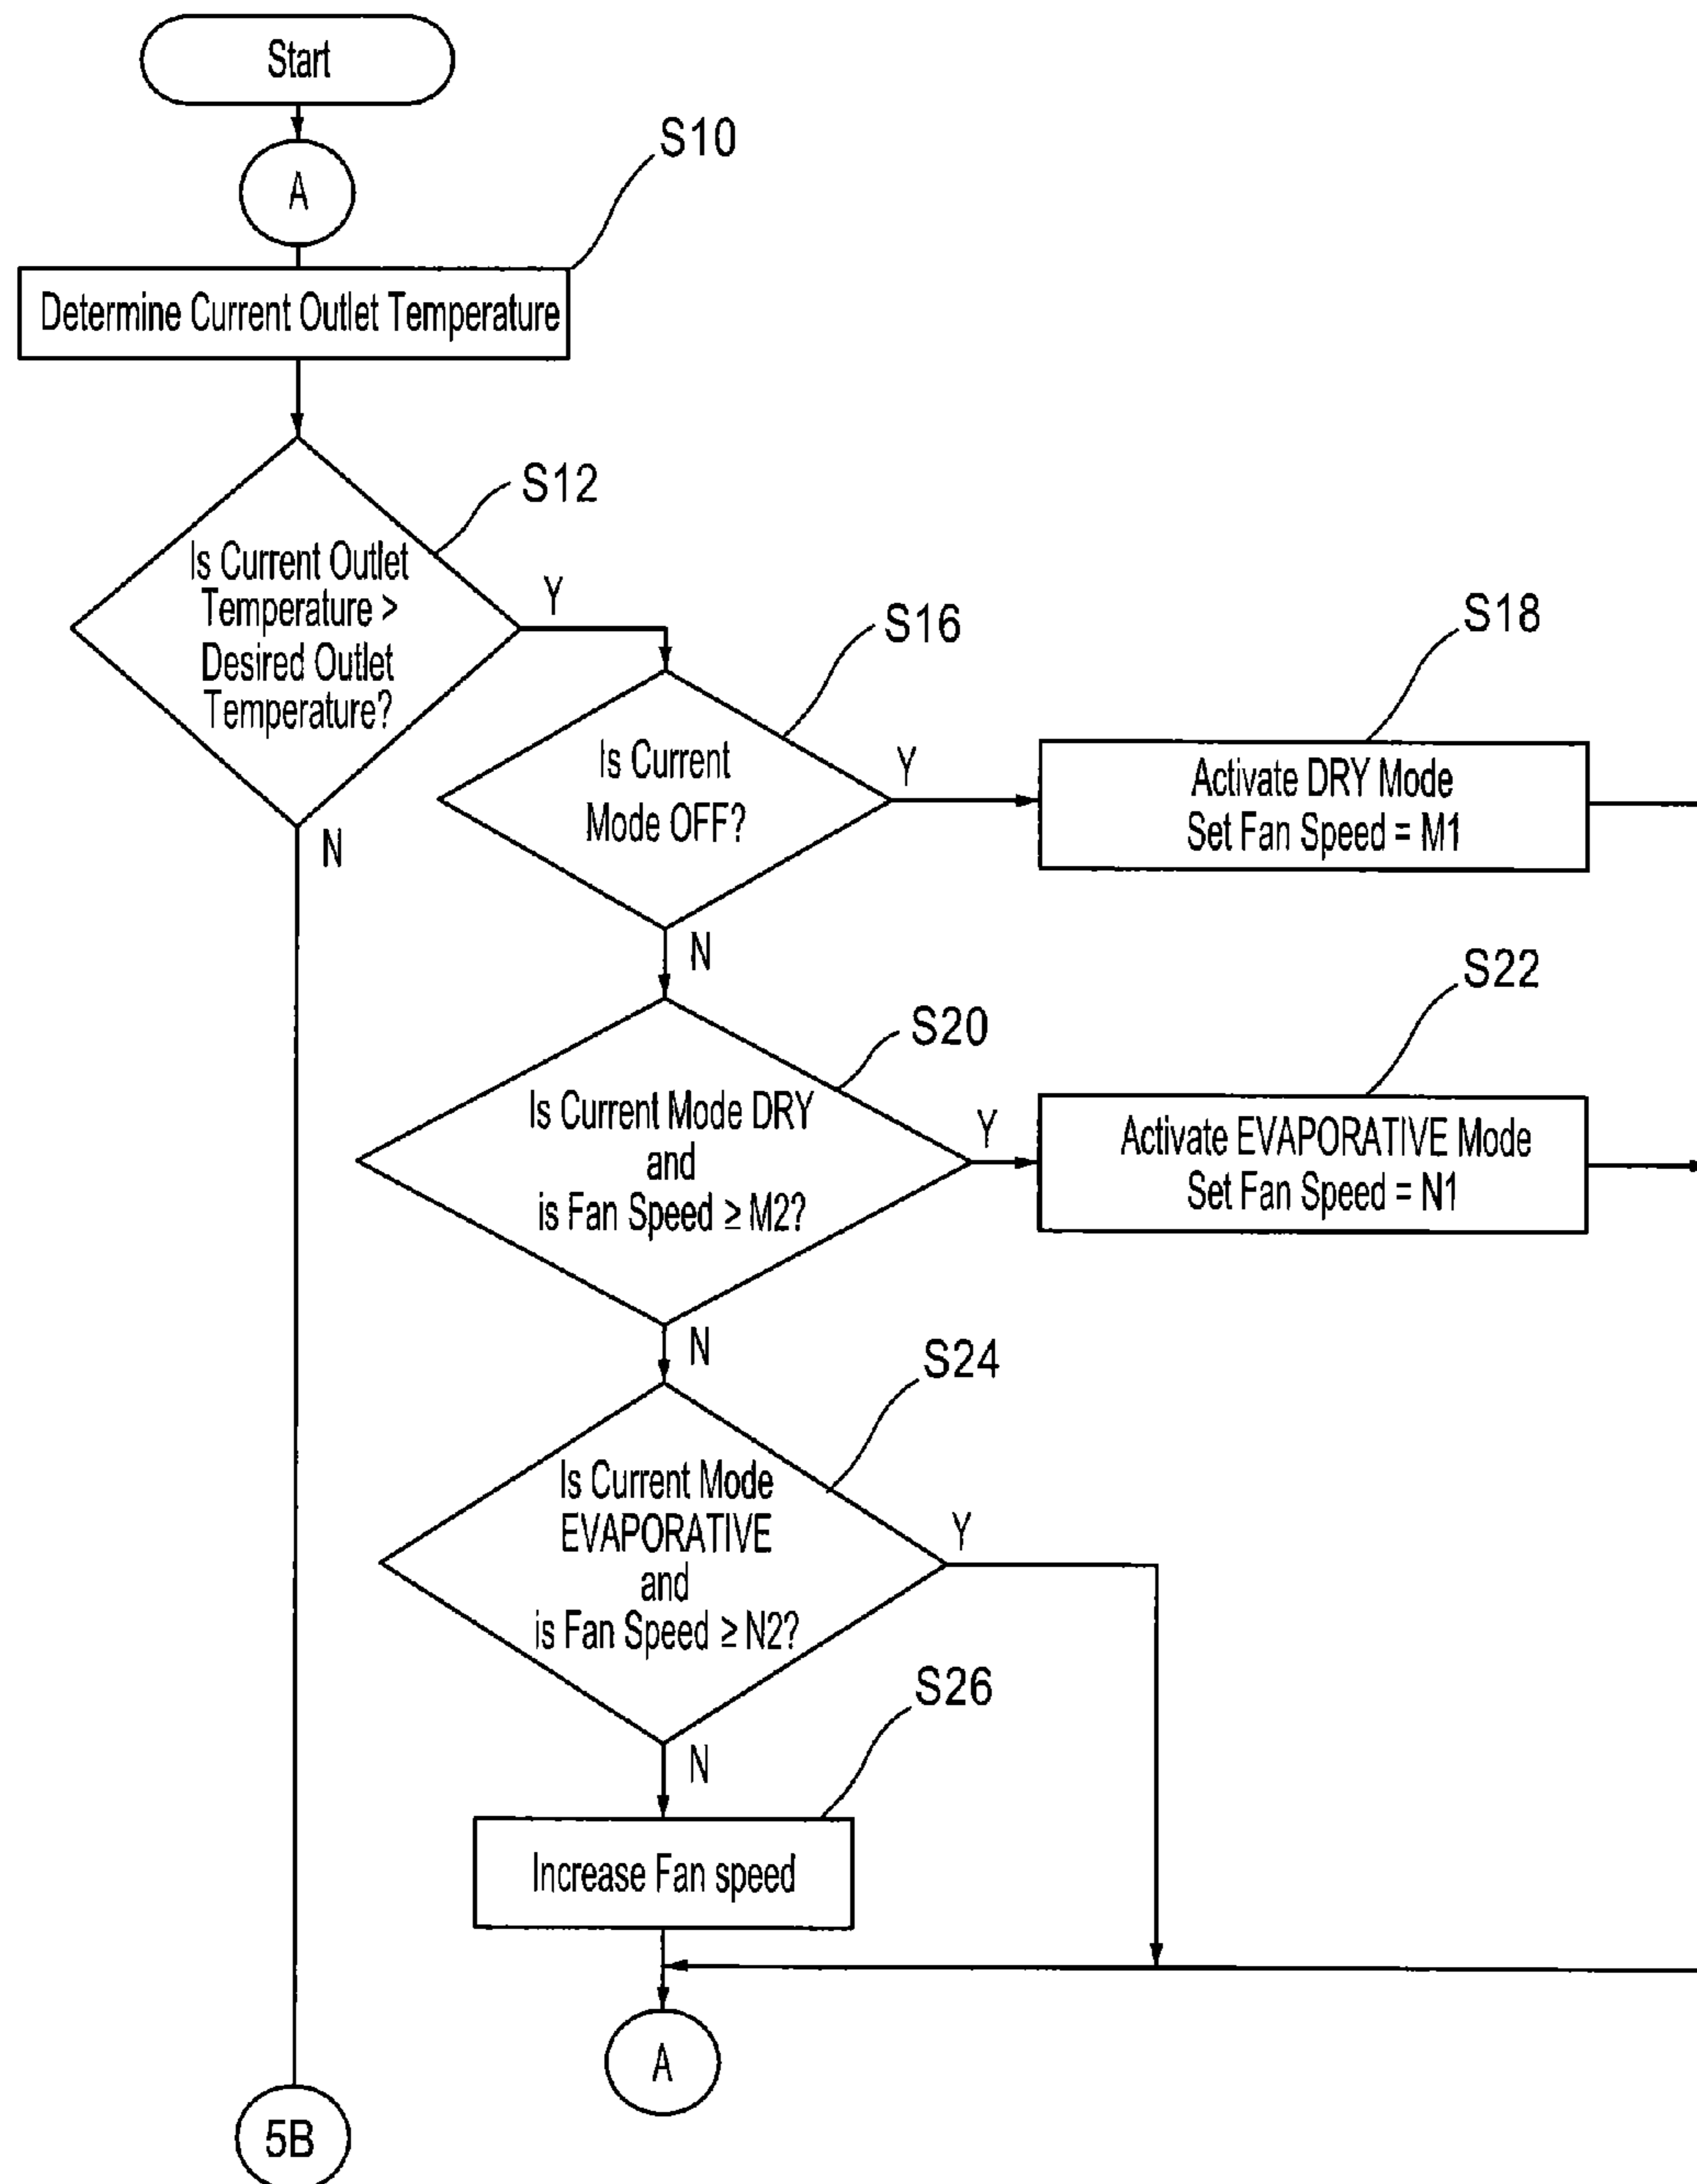 Start
A
S10
Determine Current Outlet Temperature
S12
Is Current Outlet
Temperature >
Desired Outlet
Temperature?
Y
N
S16
Is Current
Mode OFF?
Y
N
S18
Activate DRY Mode
Set Fan Speed = M1
S20
Is Current Mode DRY
and
is Fan Speed ≥ M2?
Y
N
S22
Activate EVAPORATIVE Mode
Set Fan Speed = N1
S24
Is Current Mode
EVAPORATIVE
and
is Fan Speed ≥ N2?
Y
N
S26
Increase Fan speed
A
5B